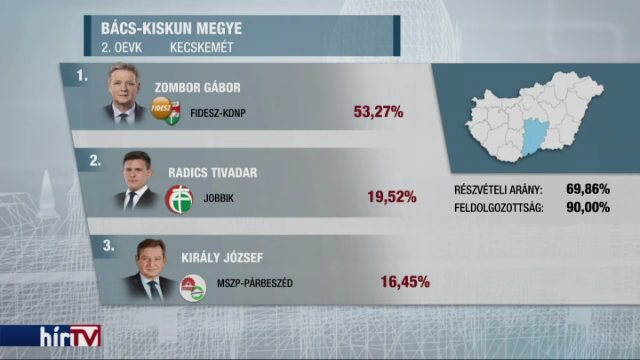 BÁCS-KISKUN MEGYE
2. OEVK KECSKEMÉT
1.
ZOMBOR GÁBOR
FIDESZ
FIDESZ-KDNP
53,27%
2.
RADICS TIVADAR
JOBBIK
19,52%
3.
KIRÁLY JÓZSEF
MSZP-PÁRBESZÉD
16,45%
RÉSZVÉTELI ARÁNY: 69,86%
FELDOLGOZOTTSÁG: 90,00%
hírTV